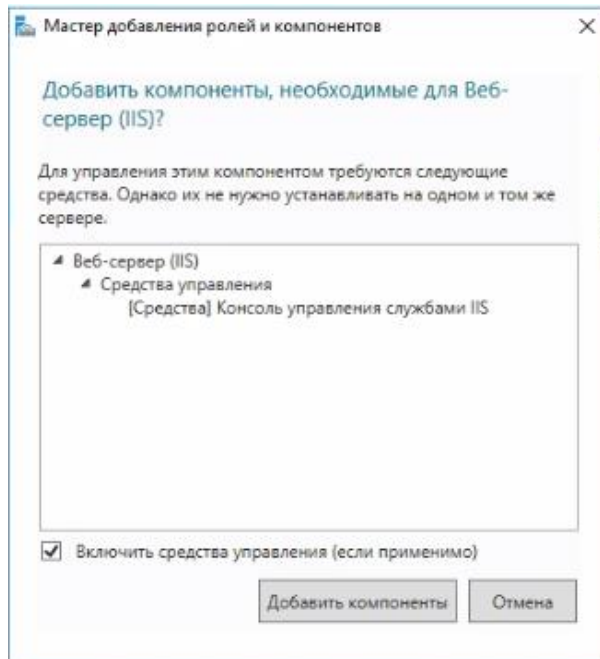 Мастер добавления ролей и компонентов
Добавить компоненты, необходимые для Веб-
сервер (IIS)?
Для управления этим компонентом требуются следующие
средства. Однако их не нужно устанавливать на одном и том же
сервере.
Веб-сервер (IIS)
Средства управления
[Средства] Консоль управления службами IIS
Включить средства управления (если применимо)
Добавить компоненты
Отмена